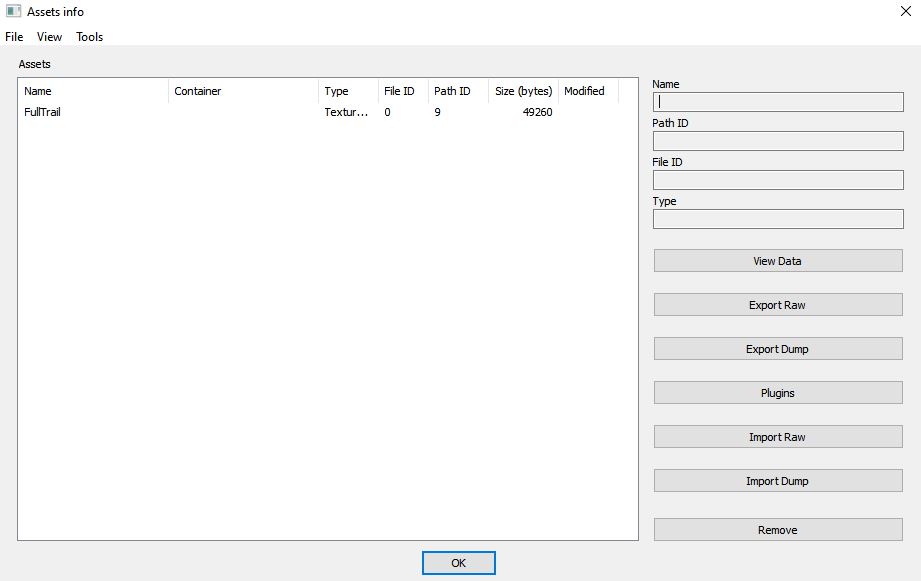 Assets info
File View Tools
Assets
Name Container Type File ID Path ID Size (bytes) Modified
FullTrail Textur... 0 9 49260
Name
Path ID
File ID
Type
View Data
Export Raw
Export Dump
Plugins
Import Raw
Import Dump
Remove
OK